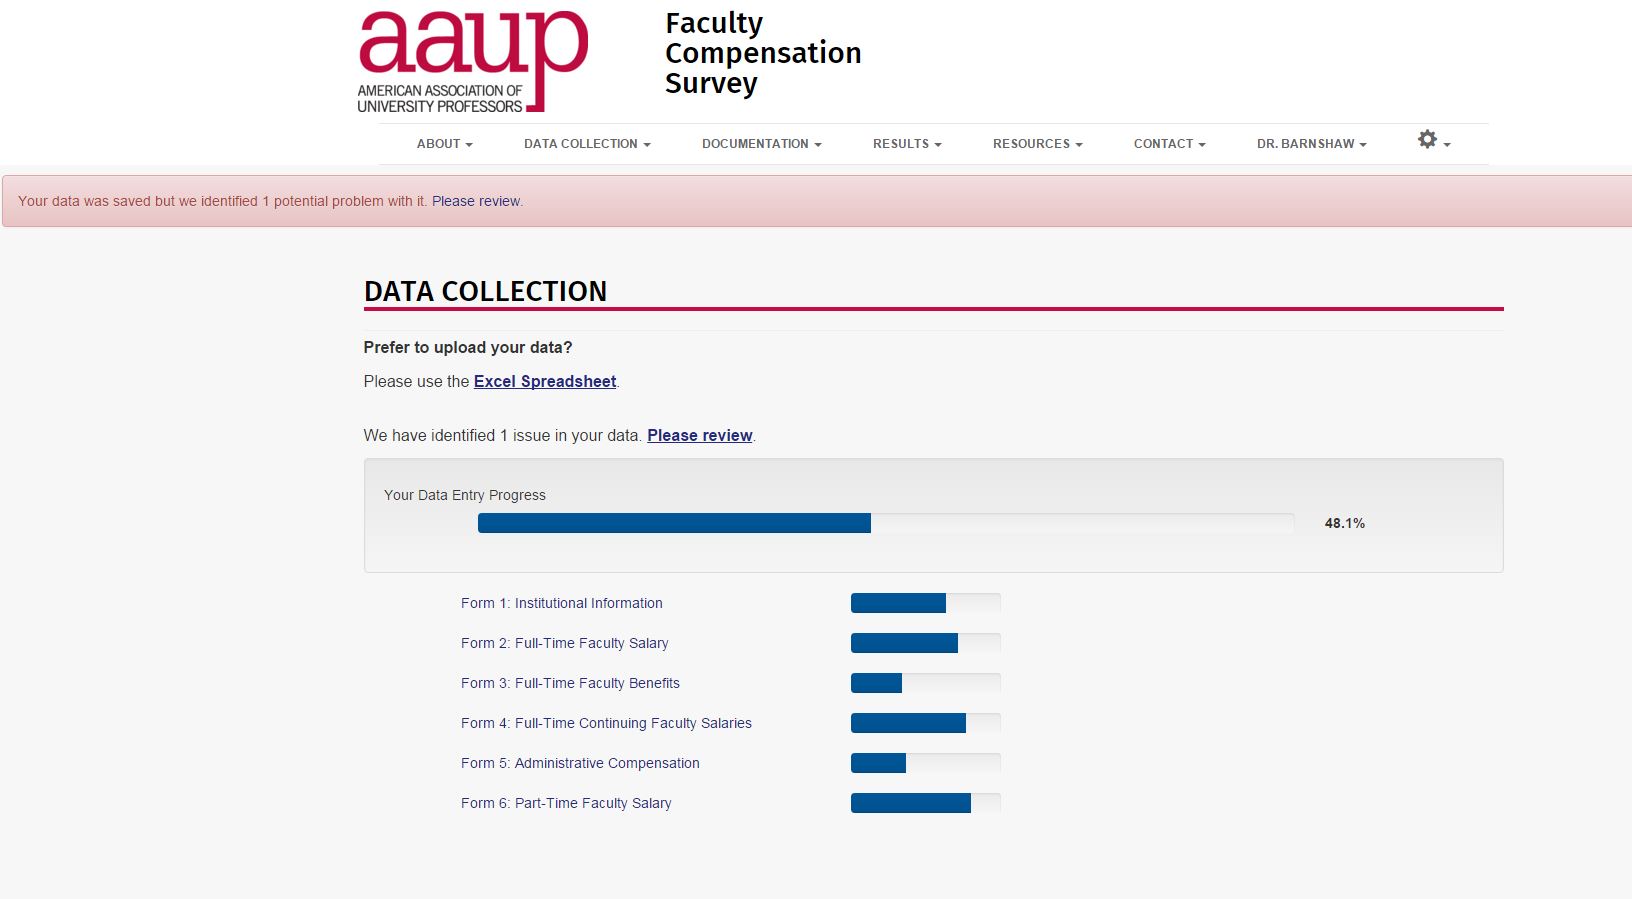 aaup
AMERICAN ASSOCIATION OF
UNIVERSITY PROFESSORS
Faculty
Compensation
Survey
ABOUT
DATA COLLECTION
DOCUMENTATION
RESULTS
RESOURCES
CONTACT
DR. BARNSHAW
Your data was saved but we identified 1 potential problem with it. Please review.
DATA COLLECTION
Prefer to upload your data?
Please use the Excel Spreadsheet.
We have identified 1 issue in your data. Please review.
Your Data Entry Progress
48.1%
Form 1: Institutional Information
Form 2: Full-Time Faculty Salary
Form 3: Full-Time Faculty Benefits
Form 4: Full-Time Continuing Faculty Salaries
Form 5: Administrative Compensation
Form 6: Part-Time Faculty Salary